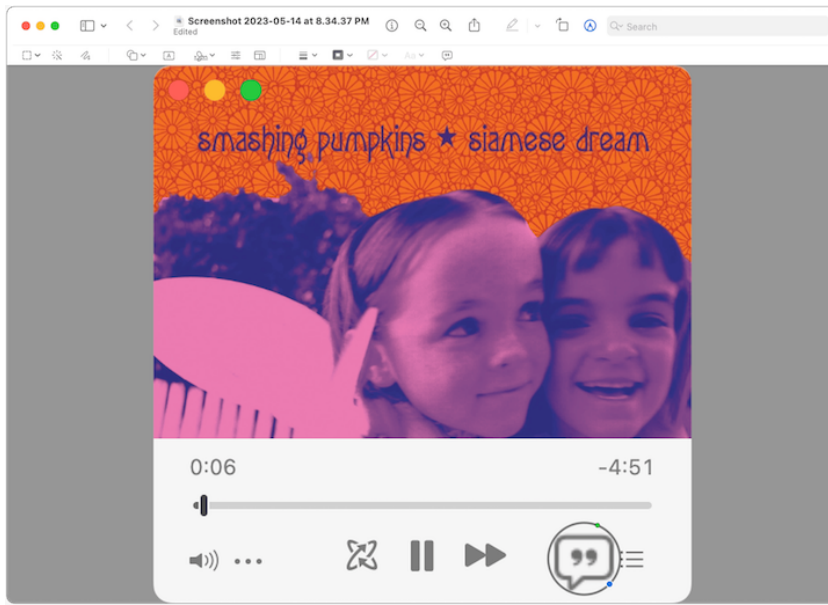 Screenshot 2023-05-14 at 8.34.37 PM
Edited
Search
Aa
smashing pumpkins ★ siamese dream
0:06
-4:51